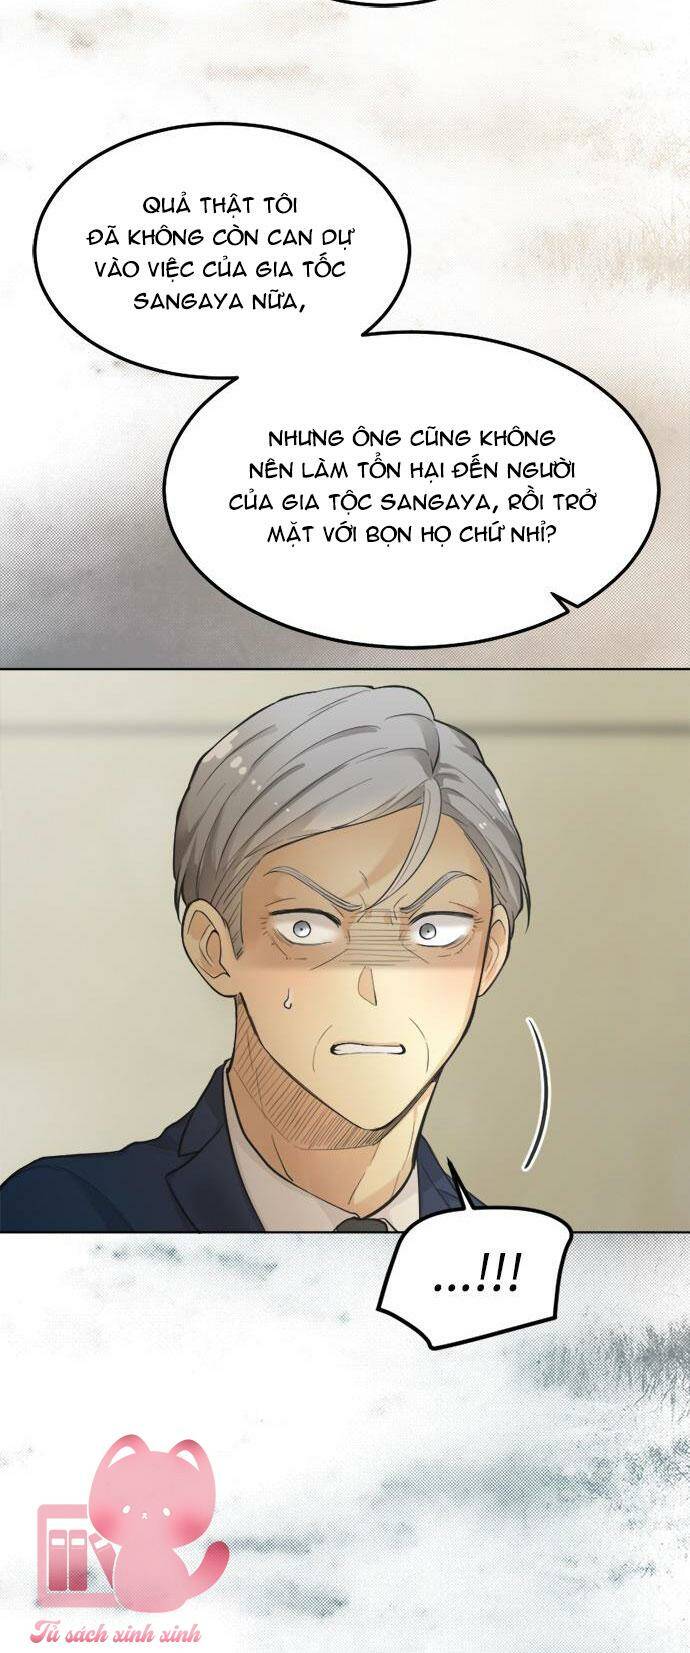 QUẢ THẬT TÔI
ĐÃ KHÔNG CÒN CAN DỰ
VÀO VIỆC CỦA GIA TỐC
SANGAYA NỮA,
NHƯNG ÔNG CŨNG KHÔNG
NÊN LÀM TỔN HẠI ĐẾN NGƯỜI
CỦA GIA TỘC SANGAYA, RỒI TRỞ
MẶT VỚI BỌN HỌ CHỨ NHỈ?
...!!!
Tủ sách xinh xinh